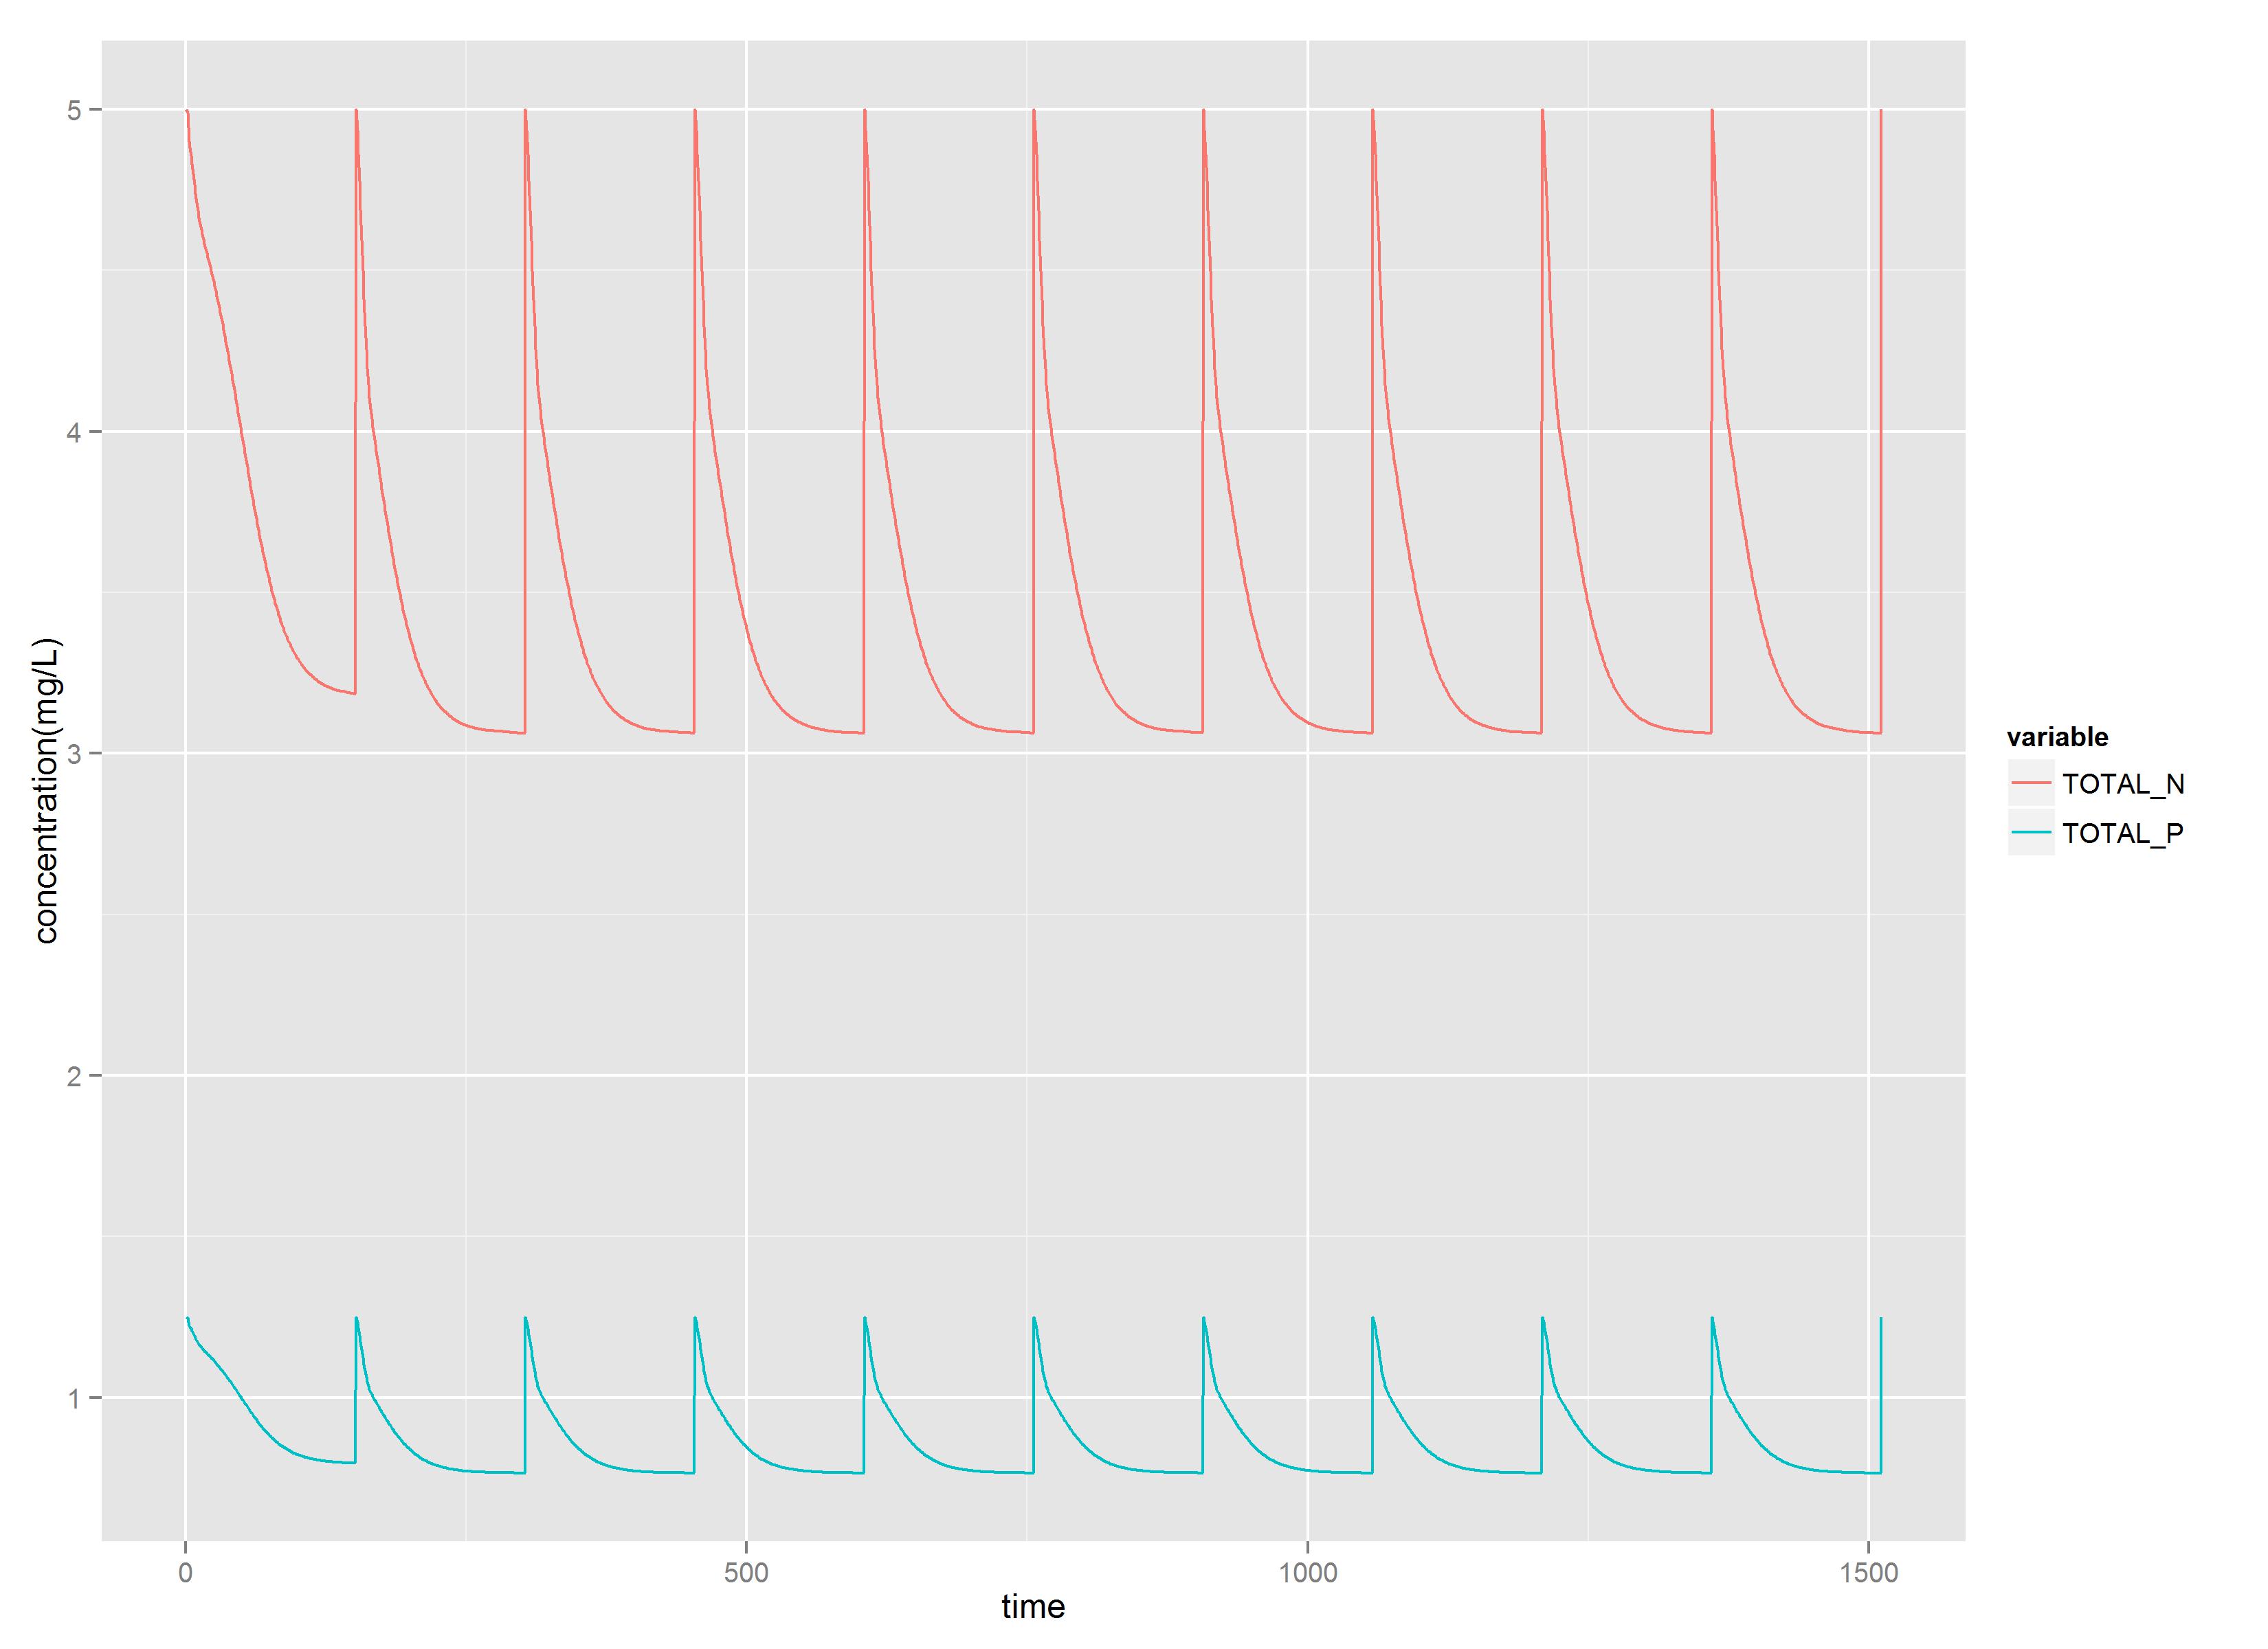 concentration(mg/L)
5
4
3
2
1
0 500 1000 1500
time
variable
TOTAL_N
TOTAL_P